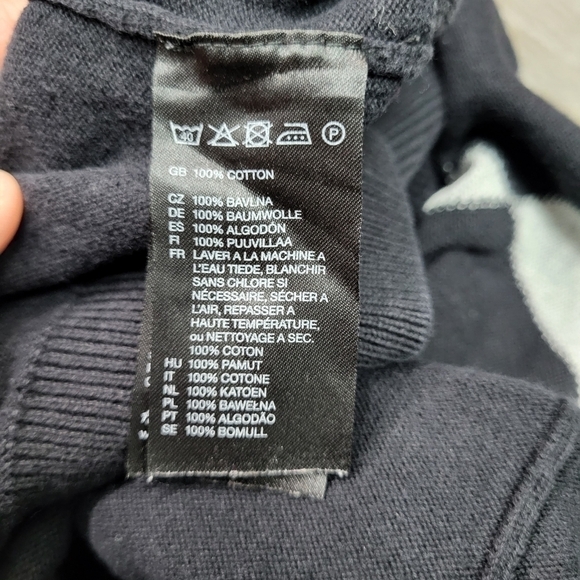 40 P
GB 100% COTTON
CZ 100% BAVLNA
DE 100% BAUMWOLLE
ES 100% ALGODÓN
FI 100% PUUVILLAA
FR LAVER A LA MACHINE A
L'EAU TIEDE, BLANCHIR
SANS CHLORE SI
NÉCESSAIRE, SÉCHER A
L'AIR, REPASSER A
HAUTE TEMPÉRATURE,
ou NETTOYAGE A SEC.
100% COTON
HU 100% PAMUT
IT 100% COTONE
NL 100% KATOEN
PL 100% BAWEŁNA
PT 100% ALGODÃO
SE 100% BOMULL